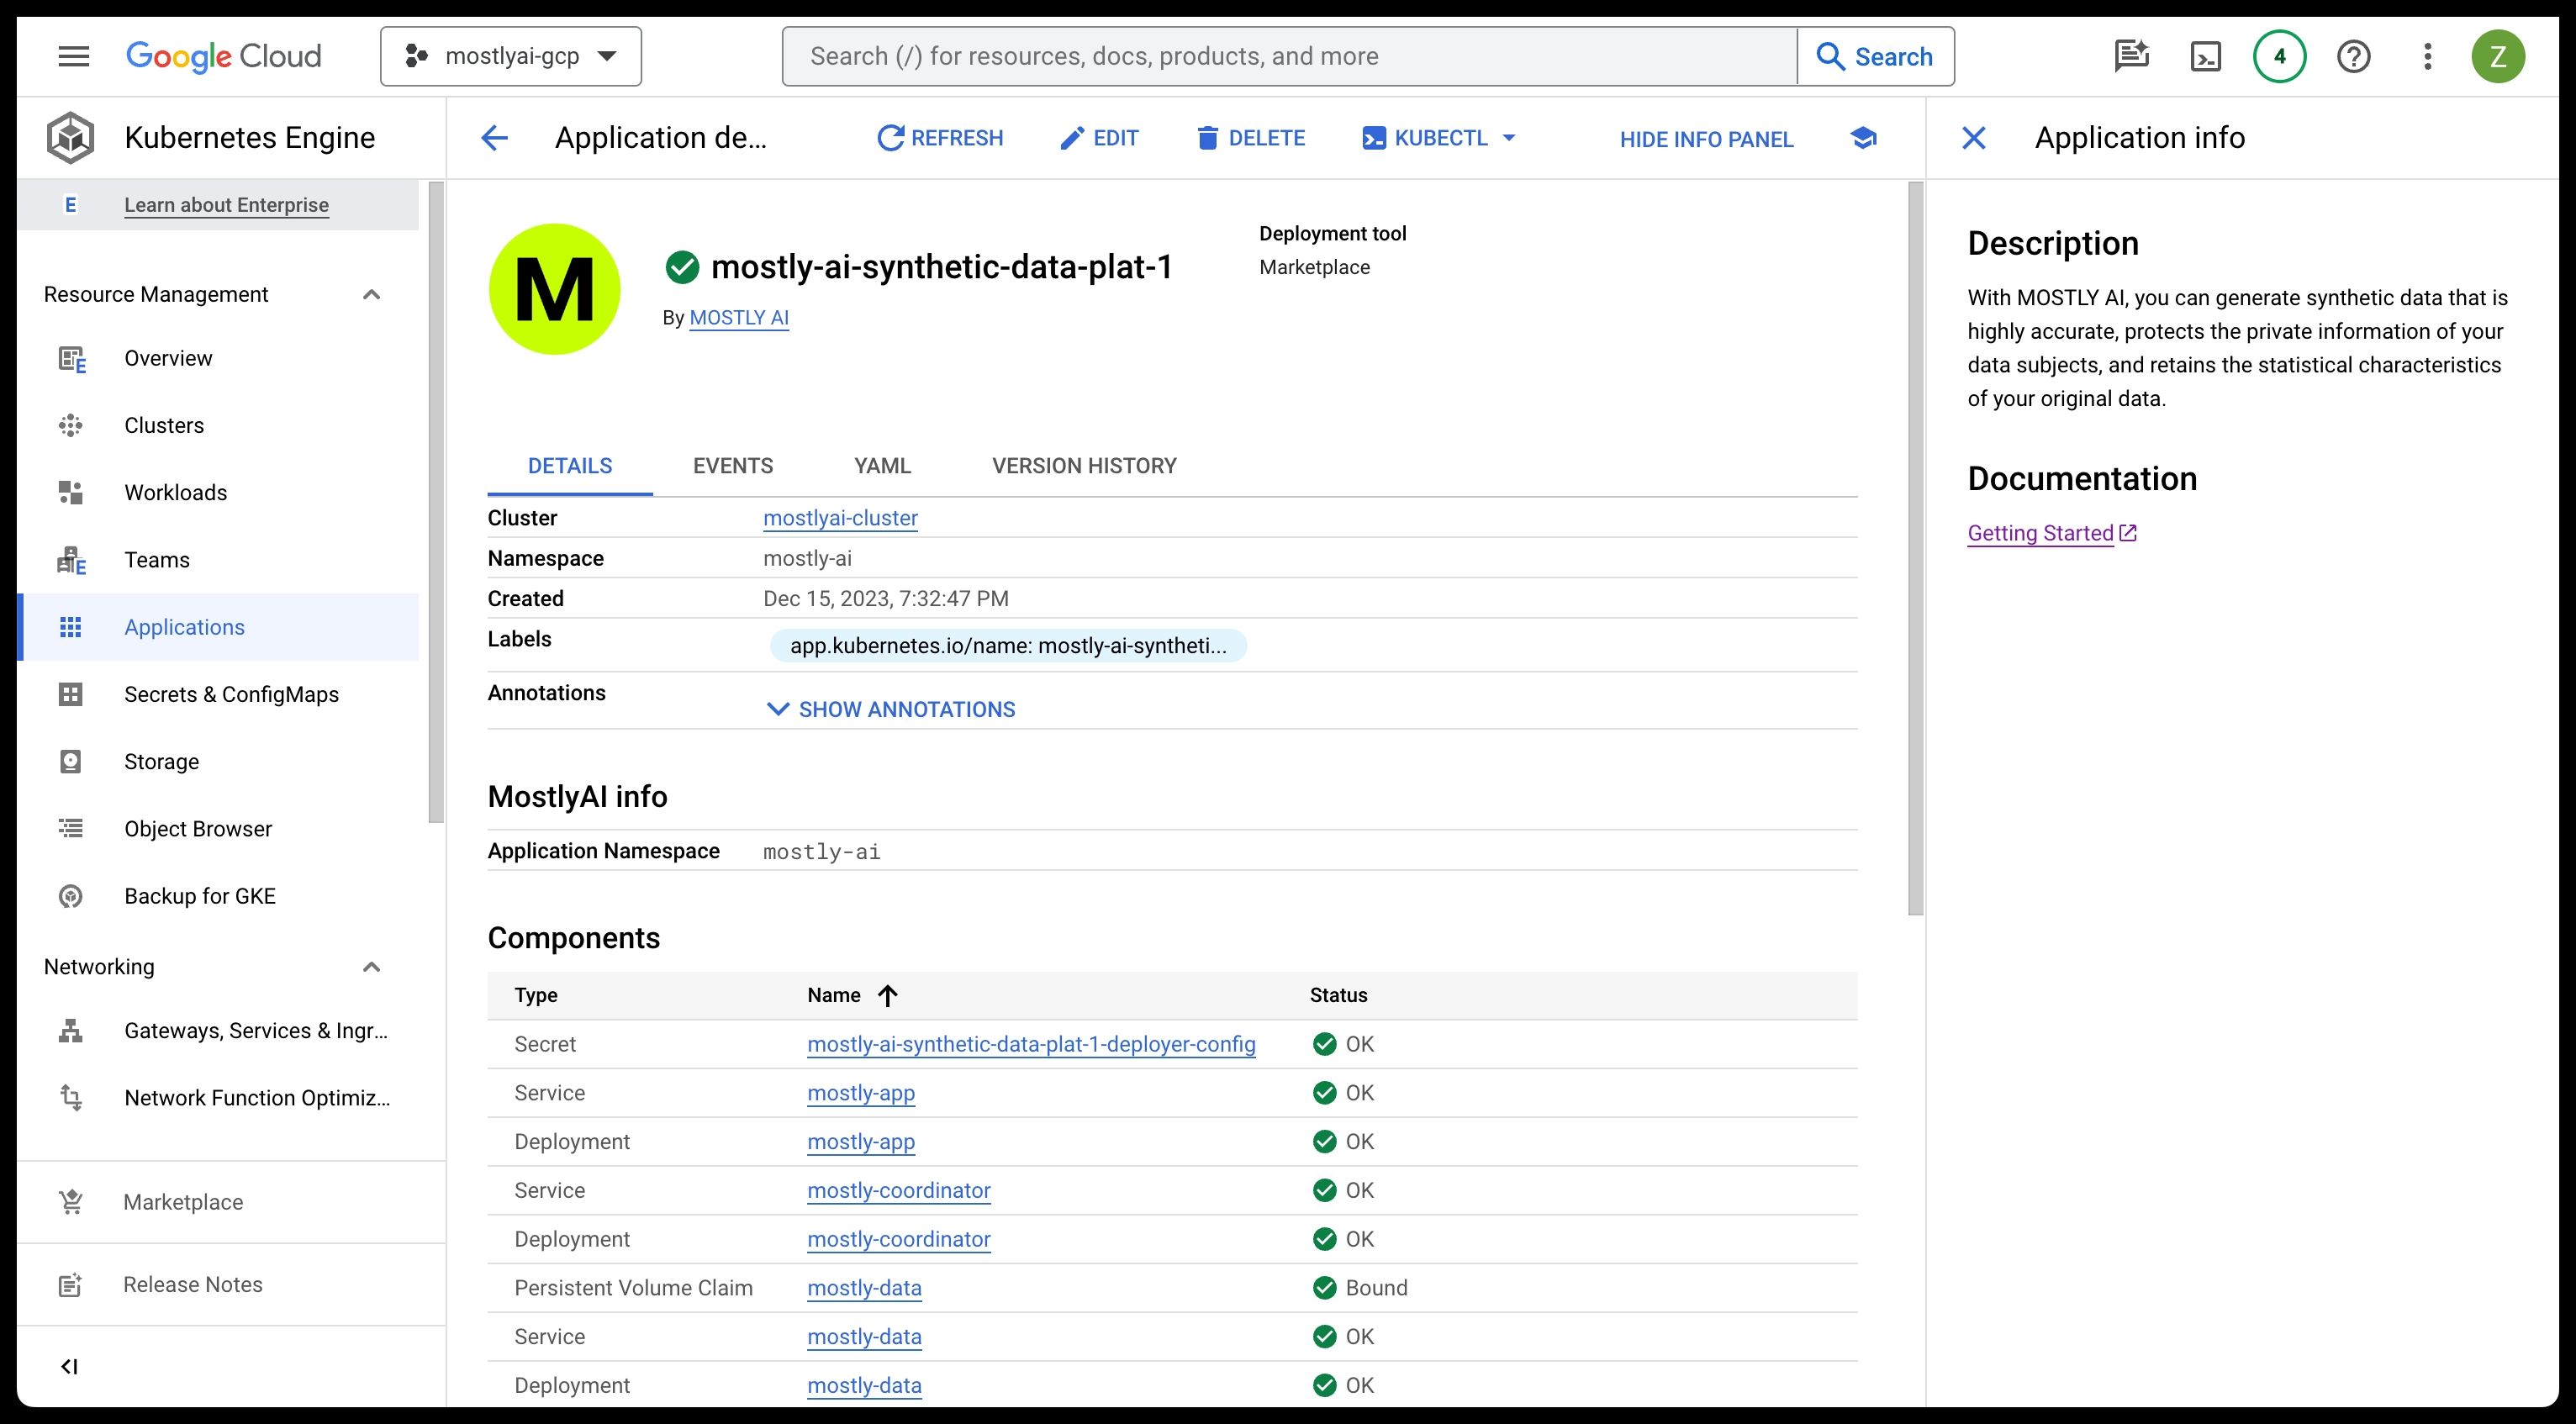 Google Cloud
mostlyai-gcp
Search (/) for resources, docs, products, and more
Search
4
Z
Kubernetes Engine
Application de...
REFRESH
EDIT
DELETE
KUBECTL
HIDE INFO PANEL
Application info
E Learn about Enterprise
Resource Management
Overview
Clusters
Workloads
Teams
Applications
Secrets & ConfigMaps
Storage
Object Browser
Backup for GKE
Networking
Gateways, Services & Ingr...
Network Function Optimiz...
Marketplace
Release Notes
M
mostly-ai-synthetic-data-plat-1
By MOSTLY AI
Deployment tool
Marketplace
DETAILS
EVENTS
YAML
VERSION HISTORY
Cluster mostlyai-cluster
Namespace mostly-ai
Created Dec 15, 2023, 7:32:47 PM
Labels app.kubernetes.io/name: mostly-ai-syntheti...
Annotations SHOW ANNOTATIONS
MostlyAI info
Application Namespace mostly-ai
Components
Type Name Status
Secret mostly-ai-synthetic-data-plat-1-deployer-config OK
Service mostly-app OK
Deployment mostly-app OK
Service mostly-coordinator OK
Deployment mostly-coordinator OK
Persistent Volume Claim mostly-data Bound
Service mostly-data OK
Deployment mostly-data OK
Description
With MOSTLY AI, you can generate synthetic data that is
highly accurate, protects the private information of your
data subjects, and retains the statistical characteristics
of your original data.
Documentation
Getting Started